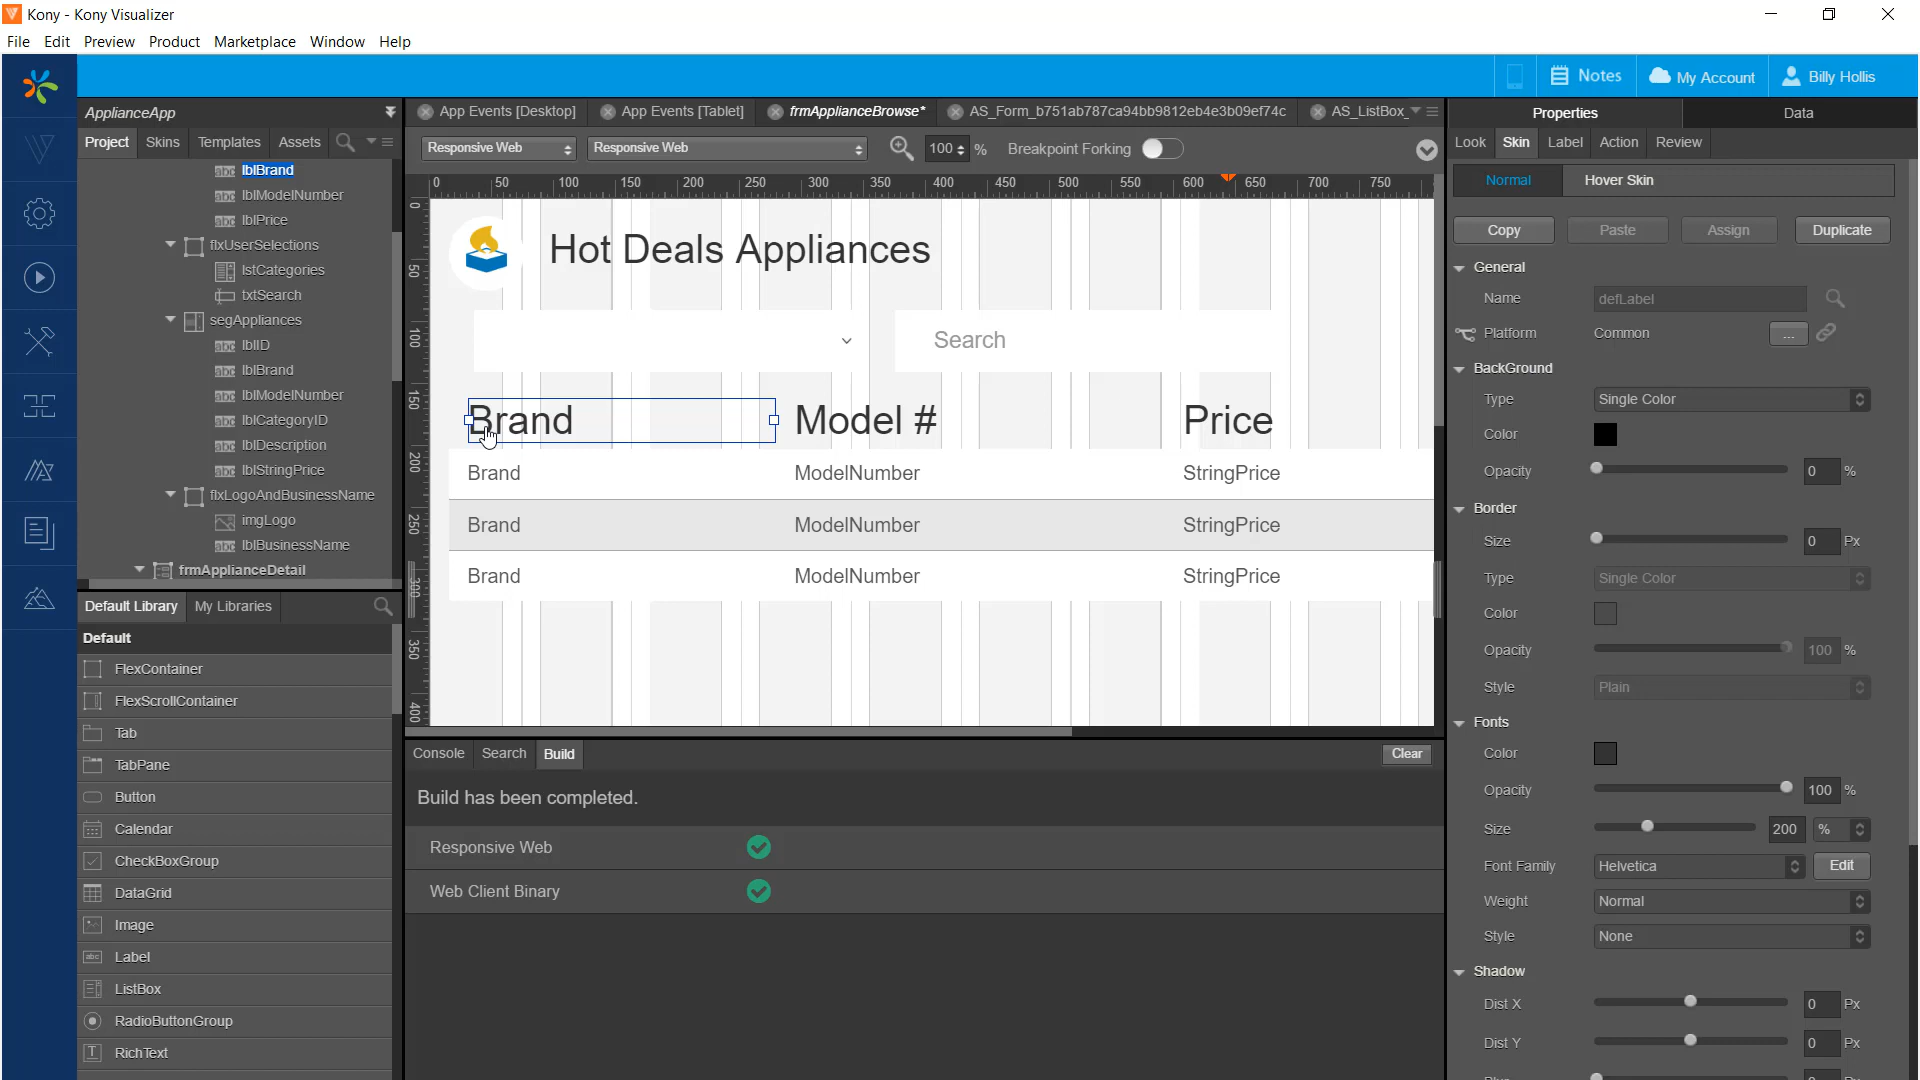 Kony - Kony Visualizer
File Edit Preview Product Marketplace Window Help
Notes My Account Billy Hollis
ApplianceApp
Project Skins Templates Assets
lblBrand
lblModelNumber
lblPrice
flxUserSelections
lstCategories
txtSearch
segAppliances
lblID
lblBrand
lblModelNumber
lblCategoryID
lblDescription
lblStringPrice
flxLogoAndBusinessName
imgLogo
lblBusinessName
frmApplianceDetail
Default Library My Libraries
Default
FlexContainer
FlexScrollContainer
Tab
TabPane
Button
Calendar
CheckBoxGroup
DataGrid
Image
Label
ListBox
RadioButtonGroup
RichText
App Events [Desktop] App Events [Tablet] frmApplianceBrowse* AS_Form_b751ab787ca94bb9812eb4e3b09ef74c AS_ListBox_
Responsive Web Responsive Web 100 % Breakpoint Forking
0 50 100 150 200 250 300 350 400 450 500 550 600 650 700 750
0 50 100 150 200 250 300 350 400
Hot Deals Appliances
Search
Brand Model # Price
Brand ModelNumber StringPrice
Brand ModelNumber StringPrice
Brand ModelNumber StringPrice
Console Search Build Clear
Build has been completed.
Responsive Web
Web Client Binary
Properties Data
Look Skin Label Action Review
Normal Hover Skin
Copy Paste Assign Duplicate
General
Name defLabel
Platform Common ...
BackGround
Type Single Color
Color
Opacity 0 %
Border
Size 0 Px
Type Single Color
Color
Opacity 100 %
Style Plain
Fonts
Color
Opacity 100 %
Size 200 %
Font Family Helvetica Edit
Weight Normal
Style None
Shadow
Dist X 0 Px
Dist Y 0 Px